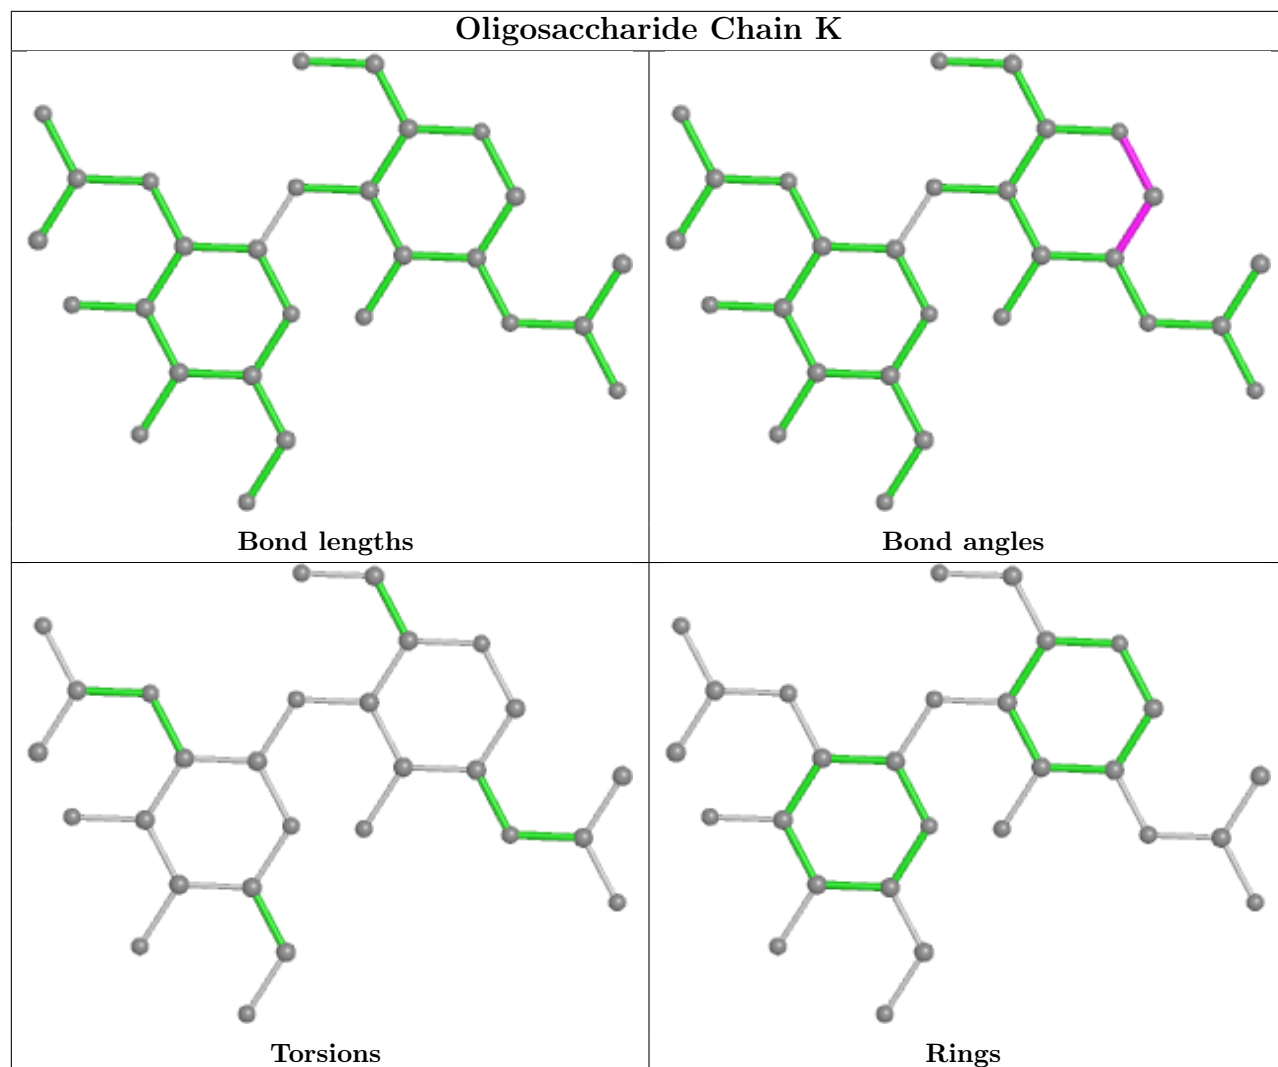 Oligosaccharide Chain K
Bond lengths
Bond angles
Torsions
Rings